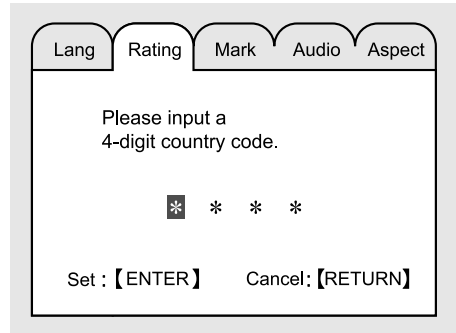 Lang Rating Mark Audio Aspect
Please input a
4-digit country code.
* * * *
Set :【ENTER】 Cancel:【RETURN】